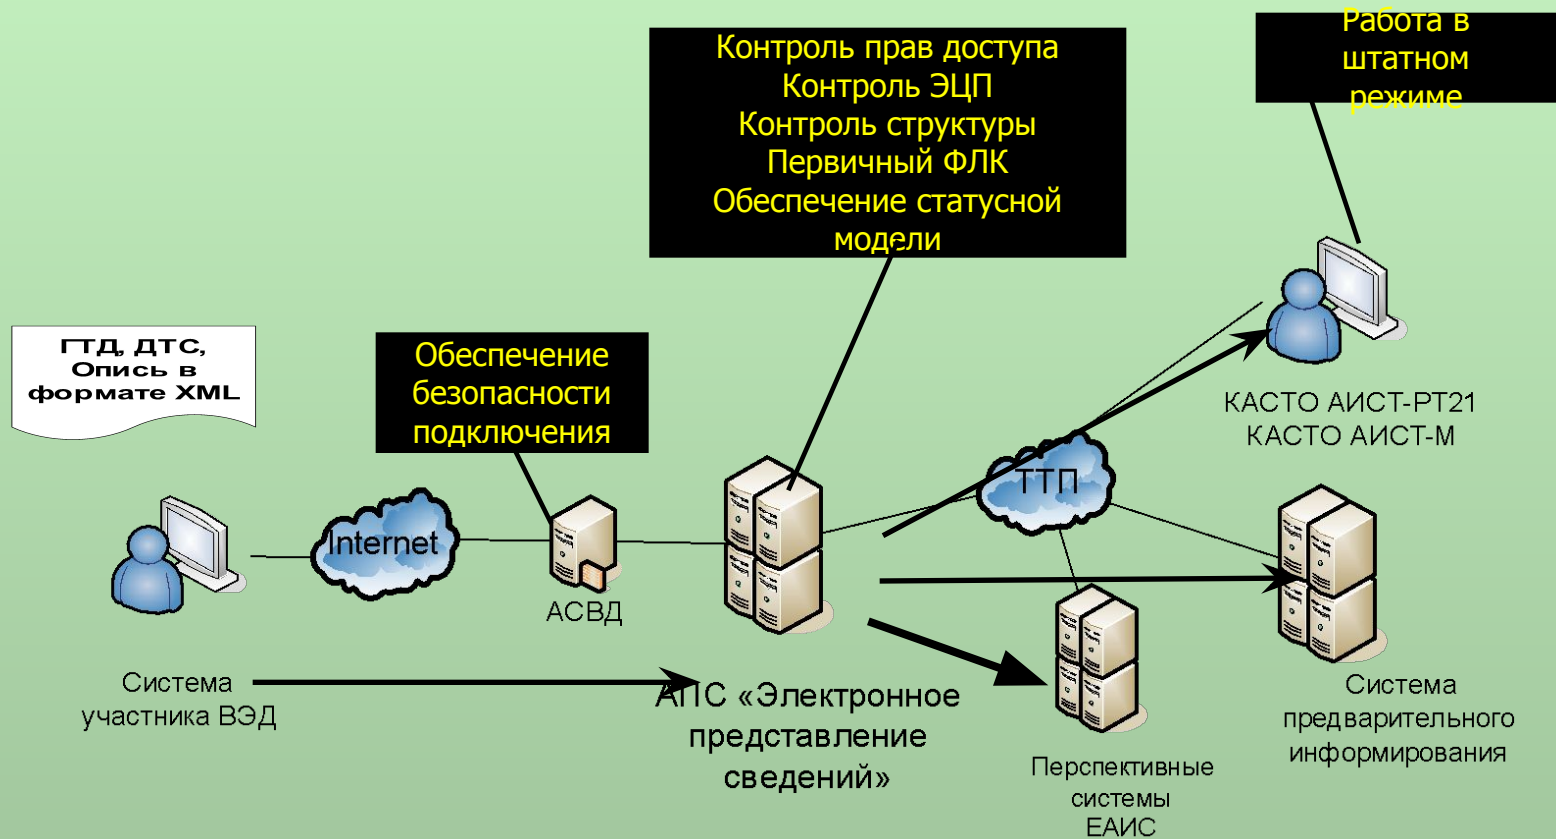 Работа в
штатном
режиме
Контроль прав доступа
Контроль ЭЦП
Контроль структуры
Первичный ФЛК
Обеспечение статусной
модели
ГТД, ДТС,
Опись в
формате XML
Обеспечение
безопасности
подключения
КАСТО АИСТ-РТ21
КАСТО АИСТ-М
ТТП
Internet
АСВД
Система
участника ВЭД
АПС «Электронное
представление
сведений»
Перспективные
системы
ЕАИС
Система
предварительного
информирования